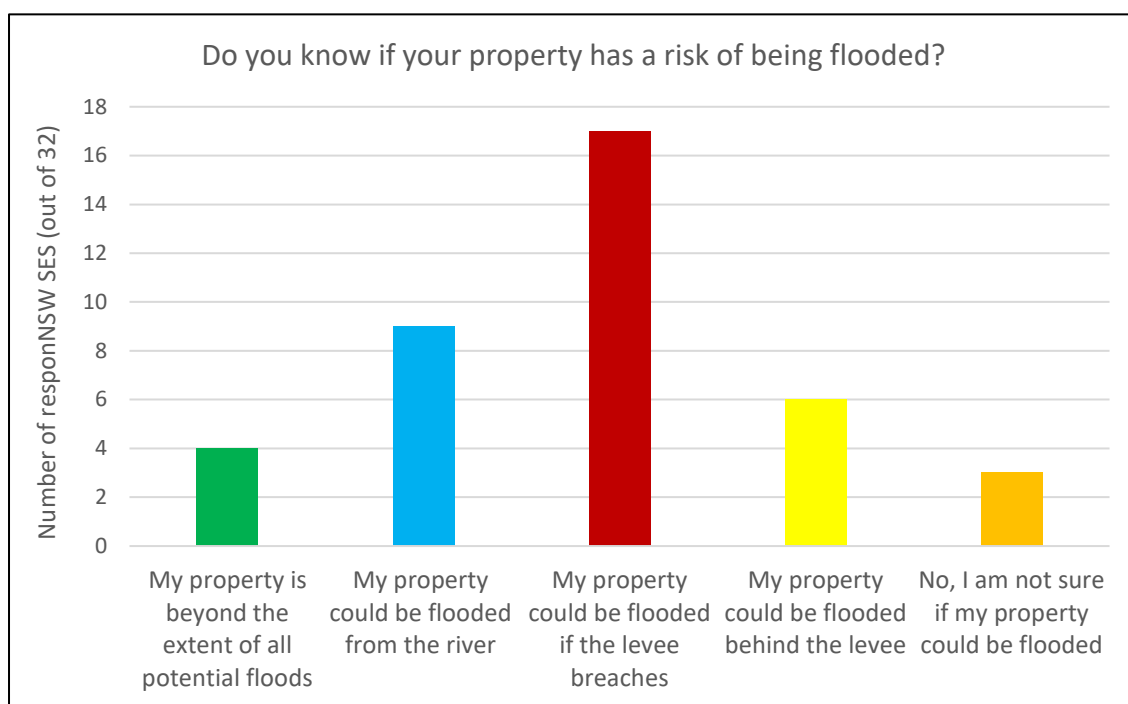 Do you know if your property has a risk of being flooded?
Number of responNSW SES (out of 32)
18
16
14
12
10
8
6
4
2
0
My property is
beyond the
extent of all
potential floods
My property
could be flooded
from the river
My property
could be flooded
if the levee
breaches
My property
could be flooded
behind the levee
No, I am not sure
if my property
could be flooded